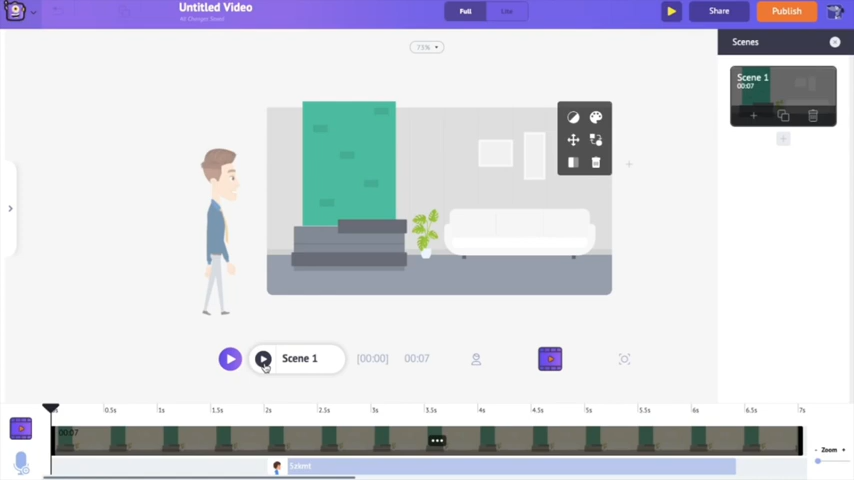 Untitled Video
All Changes Saved
Full
Lite
Share
Publish
73%
Scenes
Scene 1
00:07
Scene 1
[00:00]
00:07
0.5s
1s
1.5s
2s
2.5s
3s
3.5s
4s
4.5s
5s
5.5s
6s
6.5s
7s
00:07
- Zoom +